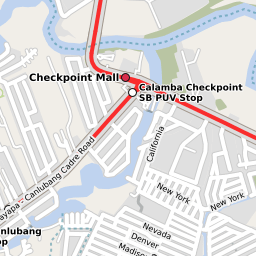 Checkpoint Mall
Calamba Checkpoint
SB PUV Stop
California
Canlubang Cadre Road
New York
New York
Nevada
Denver